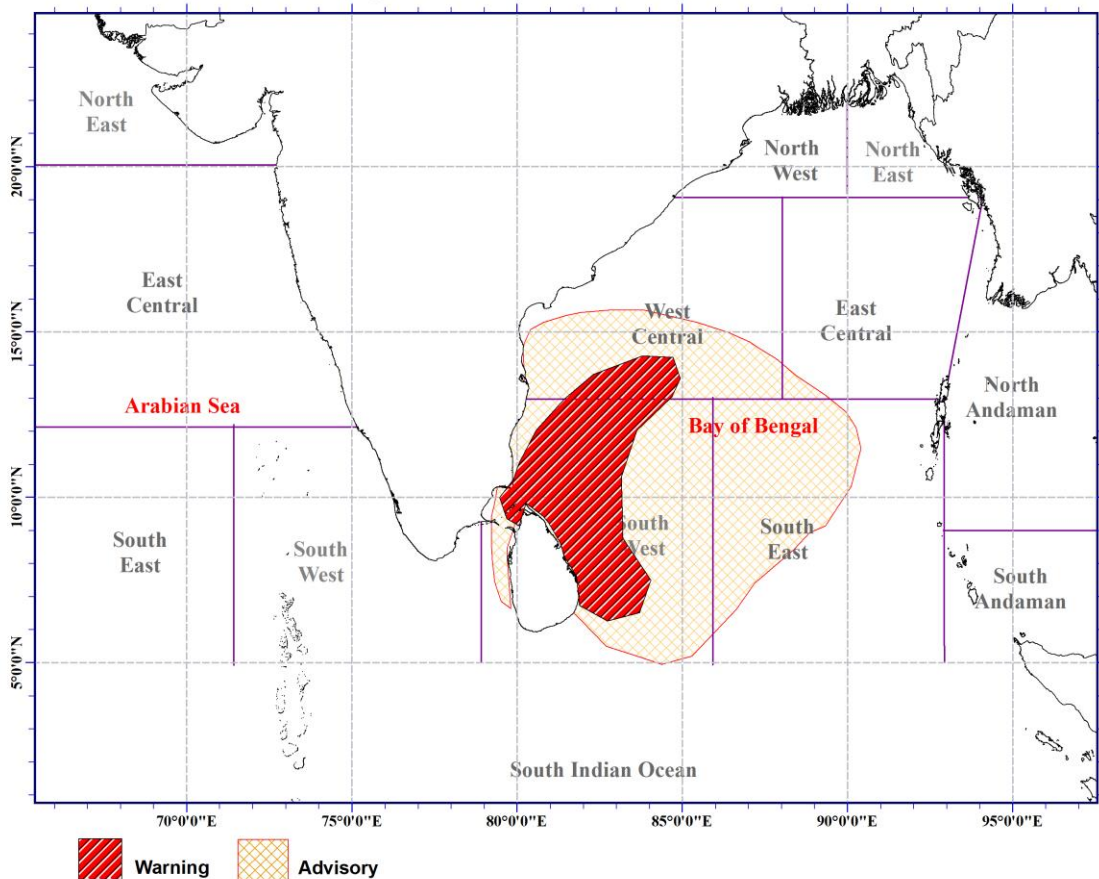 North
East
North
West
North
East
20°0'0"N
East
Central
West
Central
East
Central
15°0'0"N
North
Andaman
Arabian Sea
Bay of Bengal
10°0'0"N
South
East
South
West
South
West
South
East
South
Andaman
5°0'0"N
South Indian Ocean
70°0'0"E
75°0'0"E
80°0'0"E
85°0'0"E
90°0'0"E
95°0'0"E
Warning
Advisory